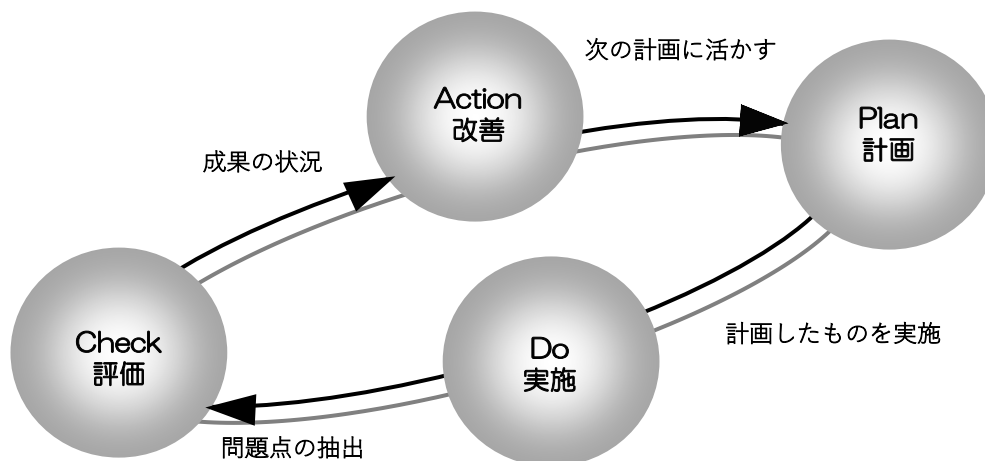 次の計画に活かす
Action
改善
Plan
計画
成果の状況
Check
評価
Do
実施
計画したものを実施
問題点の抽出